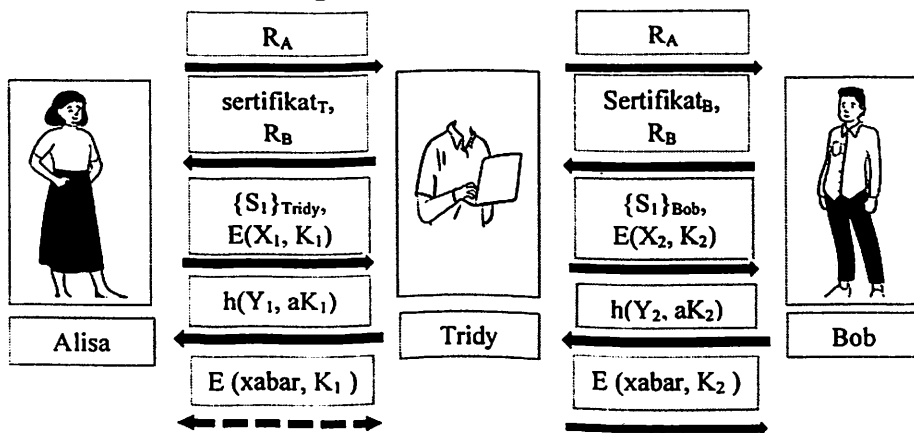 R_A
R_A
sertifikat_T,
R_B
Sertifikat_B,
R_B
{S_1}_Tridy,
E(X_1, K_1)
{S_1}_Bob,
E(X_2, K_2)
h(Y_1, aK_1)
h(Y_2, aK_2)
Alisa
Tridy
Bob
E (xabar, K_1 )
E (xabar, K_2 )